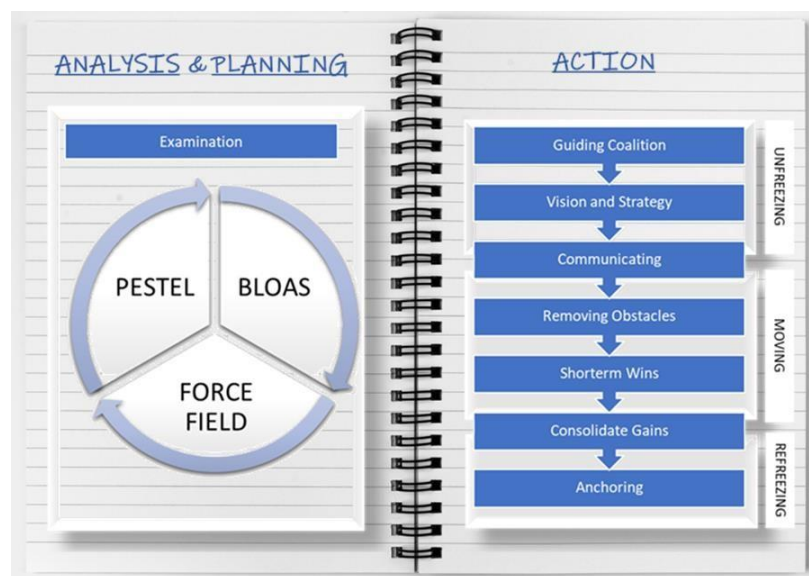 ANALYSIS & PLANNING
Examination
PESTEL
BLOAS
FORCE
FIELD
ACTION
Guiding Coalition
Vision and Strategy
Communicating
Removing Obstacles
Shorterm Wins
Consolidate Gains
Anchoring
UNFREEZING
MOVING
REFREEZING